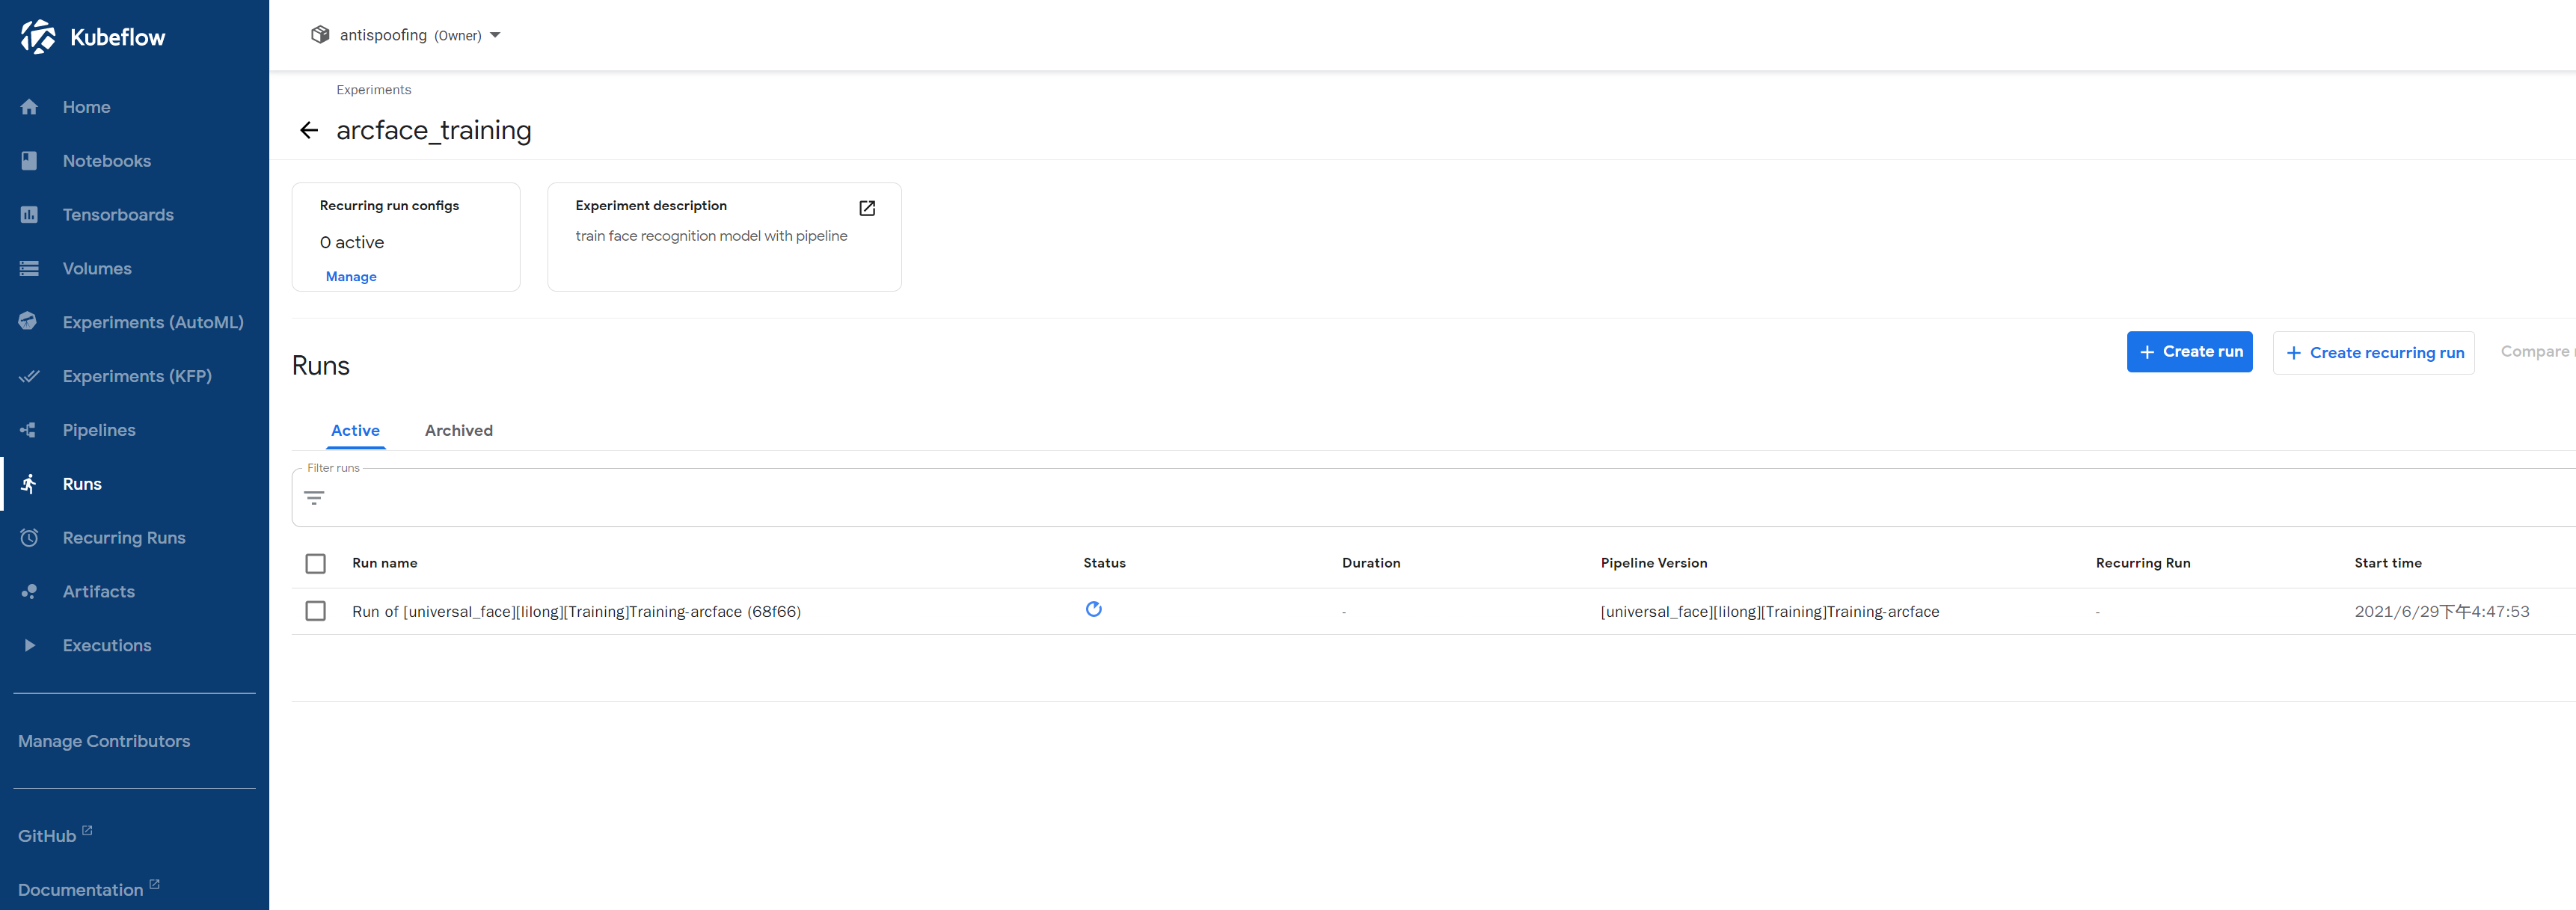 Kubeflow
Home
Notebooks
Tensorboards
Volumes
Experiments (AutoML)
Experiments (KFP)
Pipelines
Runs
Recurring Runs
Artifacts
Executions
Manage Contributors
GitHub
Documentation
antispoofing (Owner)
Experiments
arcface_training
Recurring run configs
0 active
Manage
Experiment description
train face recognition model with pipeline
Runs
+ Create run
+ Create recurring run
Compare
Active
Archived
Filter runs
Run name Status Duration Pipeline Version Recurring Run Start time
Run of [universal_face][lilong][Training]Training-arcface (68f66) - [universal_face][lilong][Training]Training-arcface - 2021/6/29下午4:47:53